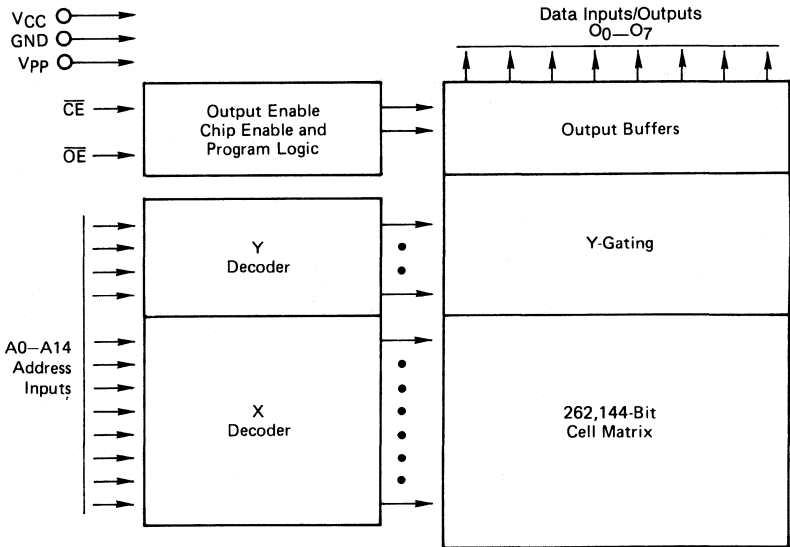 VCC
GND
VPP
Data Inputs/Outputs
O0—O7
CE
OE
Output Enable
Chip Enable and
Program Logic
Output Buffers
Y
Decoder
Y-Gating
A0—A14
Address
Inputs
X
Decoder
262,144-Bit
Cell Matrix